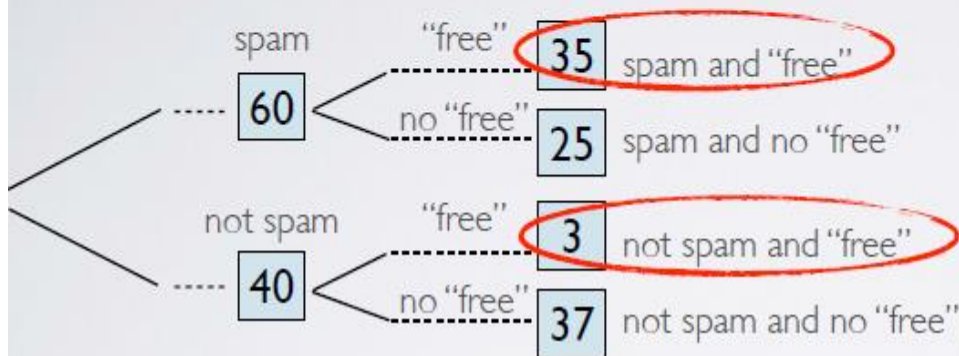 spam
"free"
35 spam and "free"
60
no "free"
25 spam and no "free"
not spam
"free"
3 not spam and "free"
40
no "free"
37 not spam and no "free"